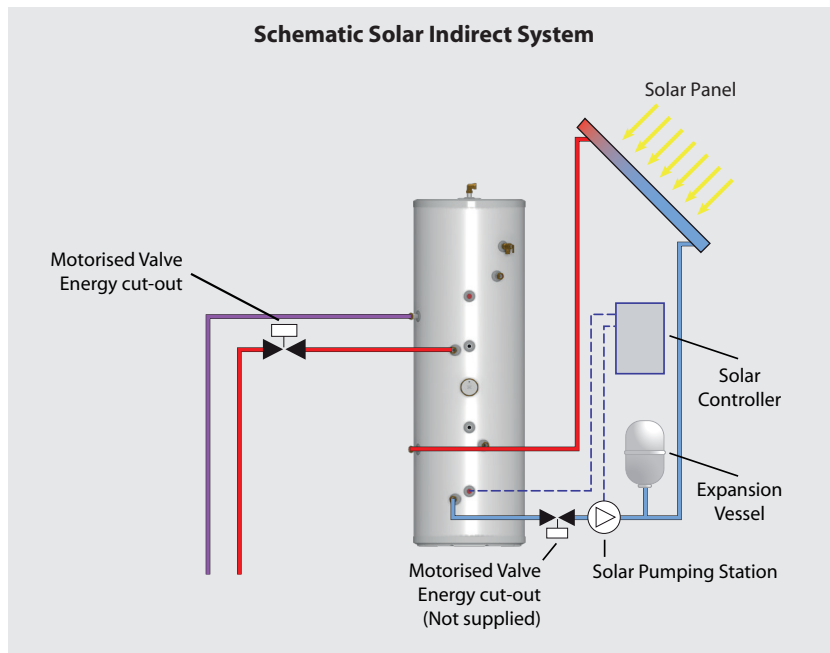 Schematic Solar Indirect System
Solar Panel
Motorised Valve
Energy cut-out
Solar
Controller
Expansion
Vessel
Motorised Valve
Energy cut-out
(Not supplied)
Solar Pumping Station